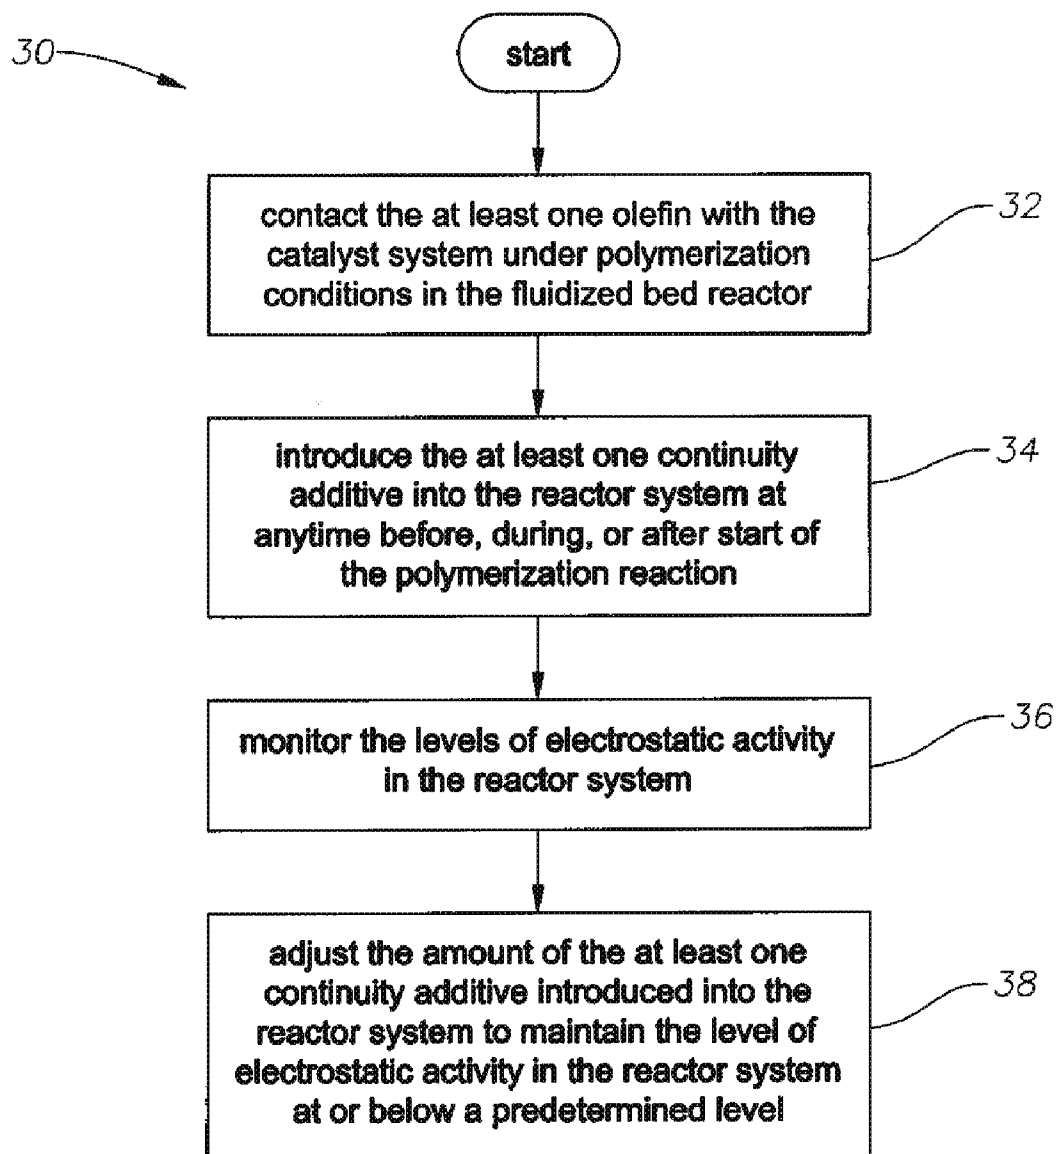 30
start
contact the at least one olefin with the
catalyst system under polymerization
conditions in the fluidized bed reactor
32
introduce the at least one continuity
additive into the reactor system at
anytime before, during, or after start of
the polymerization reaction
34
monitor the levels of electrostatic activity
in the reactor system
36
adjust the amount of the at least one
continuity additive introduced into the
reactor system to maintain the level of
electrostatic activity in the reactor system
at or below a predetermined level
38